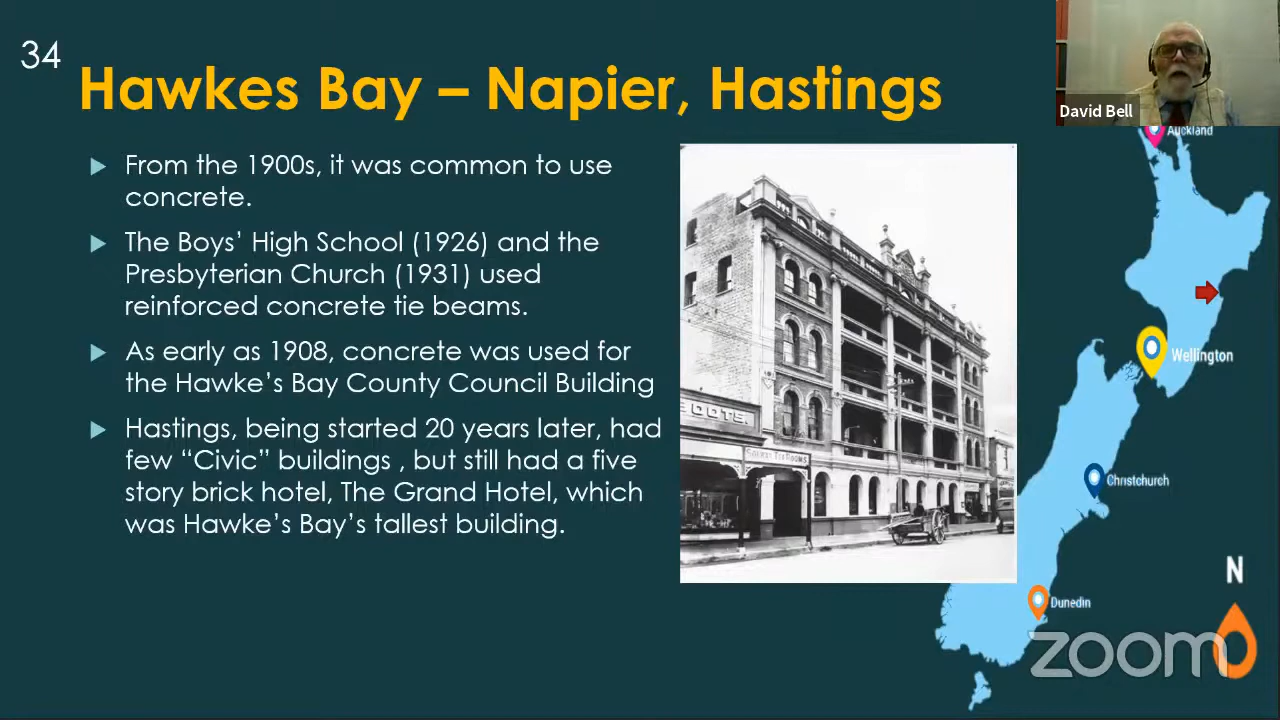 34
Hawkes Bay – Napier, Hastings
David Bell
From the 1900s, it was common to use
concrete.
The Boys’ High School (1926) and the
Presbyterian Church (1931) used
reinforced concrete tie beams.
As early as 1908, concrete was used for
the Hawke’s Bay County Council Building
Hastings, being started 20 years later, had
few “Civic” buildings , but still had a five
story brick hotel, The Grand Hotel, which
was Hawke’s Bay’s tallest building.
OOTS.
ROOMS
Auckland
Wellington
Christchurch
Dunedin
N
zoom